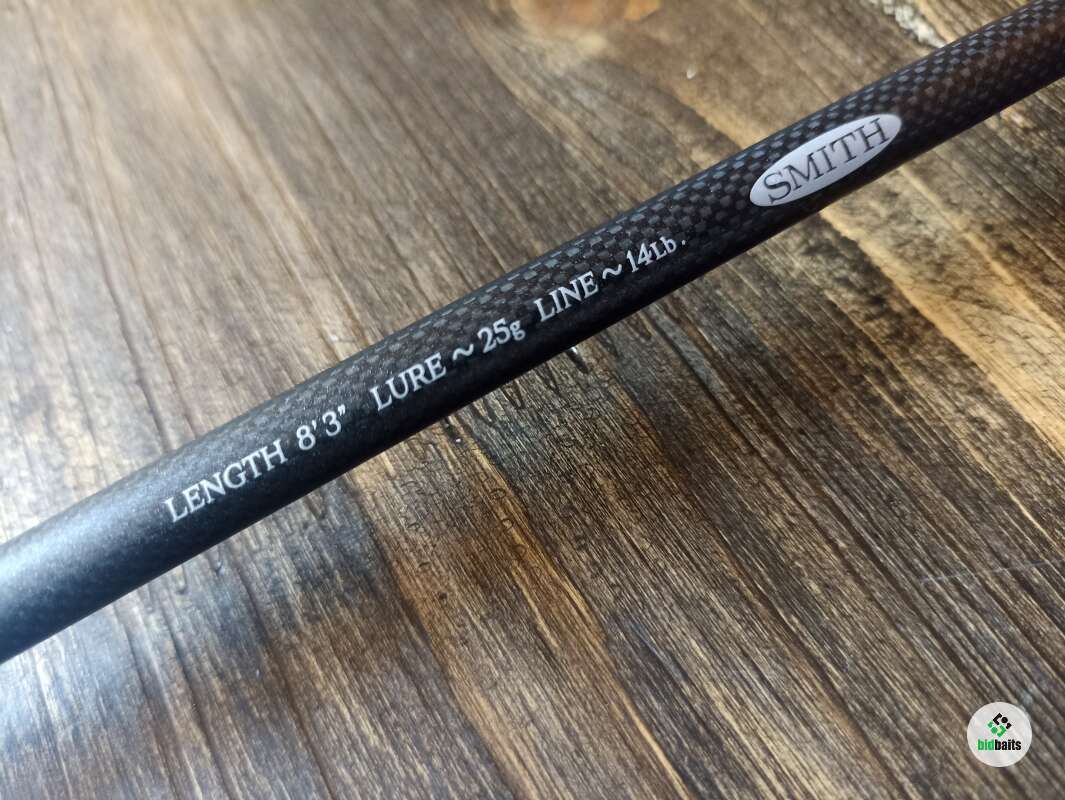 LENGTH 8'3" LURE ~ 25g LINE ~ 14Lb.
SMITH
bidbaits